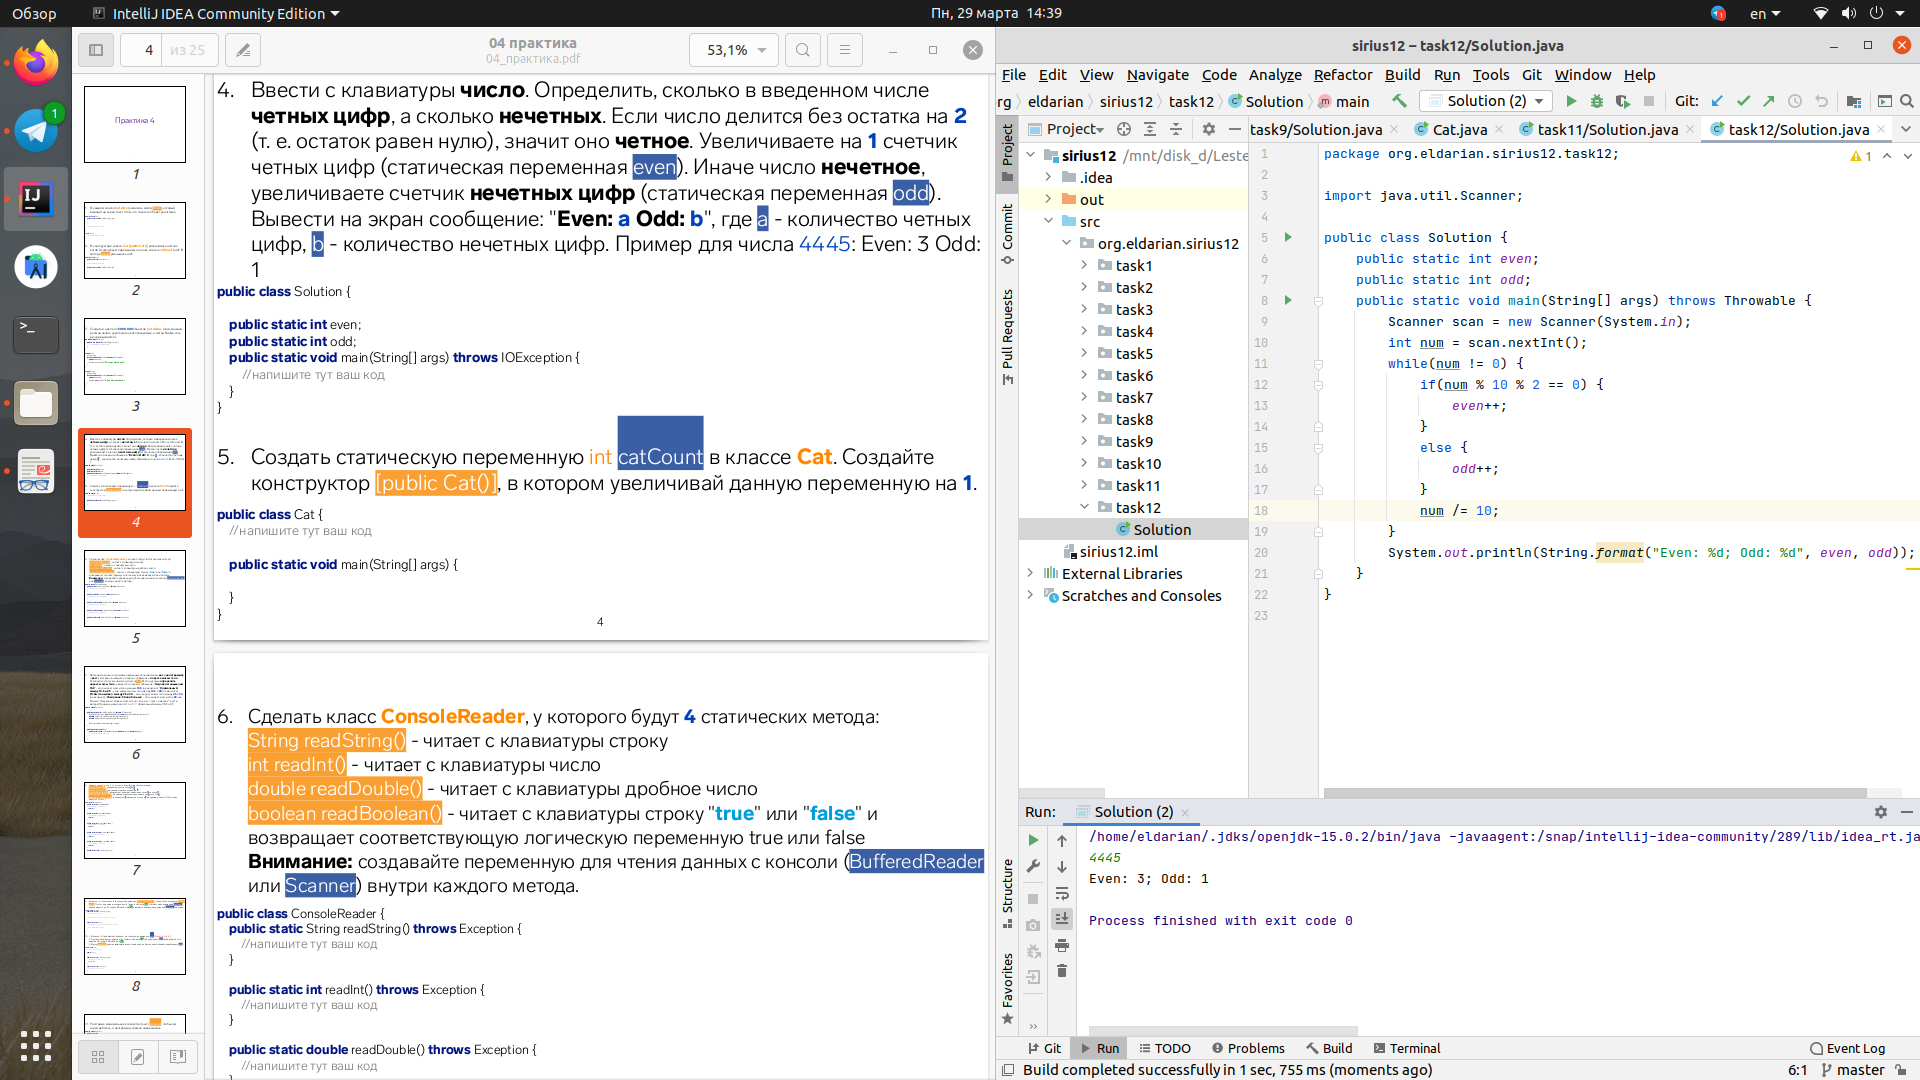 Обзор
IntelliJ IDEA Community Edition
Пн, 29 марта 14:39
en
4
из 25
04 практика
04_практика.pdf
53,1%
Практика 4
1
2
3
4
5
6
7
8
4. Ввести с клавиатуры число. Определить, сколько в введенном числе
четных цифр, а сколько нечетных. Если число делится без остатка на 2
(т. е. остаток равен нулю), значит оно четное. Увеличиваете на 1 счетчик
четных цифр (статическая переменная even). Иначе число нечетное,
увеличиваете счетчик нечетных цифр (статическая переменная odd).
Вывести на экран сообщение: "Even: a Odd: b", где a - количество четных
цифр, b - количество нечетных цифр. Пример для числа 4445: Even: 3 Odd:
1
public class Solution {
public static int even;
public static int odd;
public static void main(String[] args) throws IOException {
//напишите тут ваш код
}
}
5. Создать статическую переменную int catCount в классе Cat. Создайте
конструктор [public Cat()], в котором увеличивай данную переменную на 1.
public class Cat {
//напишите тут ваш код
public static void main(String[] args) {
}
}
4
6. Сделать класс ConsoleReader, у которого будут 4 статических метода:
String readString() - читает с клавиатуры строку
int readInt() - читает с клавиатуры число
double readDouble() - читает с клавиатуры дробное число
boolean readBoolean() - читает с клавиатуры строку "true" или "false" и
возвращает соответствующую логическую переменную true или false
Внимание: создавайте переменную для чтения данных с консоли (BufferedReader
или Scanner) внутри каждого метода.
public class ConsoleReader {
public static String readString() throws Exception {
//напишите тут ваш код
}
public static int readInt() throws Exception {
//напишите тут ваш код
}
public static double readDouble() throws Exception {
//напишите тут ваш код
}
sirius12 – task12/Solution.java
File Edit View Navigate Code Analyze Refactor Build Run Tools Git Window Help
rg eldarian sirius12 task12 Solution main
Solution (2)
Git:
Project
task9/Solution.java
Cat.java
task11/Solution.java
task12/Solution.java
Project
Commit
Pull Requests
Structure
Favorites
sirius12 /mnt/disk_d/Leste
.idea
out
src
org.eldarian.sirius12
task1
task2
task3
task4
task5
task6
task7
task8
task9
task10
task11
task12
Solution
sirius12.iml
External Libraries
Scratches and Consoles
1
1 package org.eldarian.sirius12.task12;
2
3 import java.util.Scanner;
4
5 public class Solution {
6 public static int even;
7 public static int odd;
8 public static void main(String[] args) throws Throwable {
9 Scanner scan = new Scanner(System.in);
10 int num = scan.nextInt();
11 while(num != 0) {
12 if(num % 10 % 2 == 0) {
13 even++;
14 }
15 else {
16 odd++;
17 }
18 num /= 10;
19 }
20 System.out.println(String.format("Even: %d; Odd: %d", even, odd));
21 }
22 }
23
Run: Solution (2)
/home/eldarian/.jdks/openjdk-15.0.2/bin/java -javaagent:/snap/intellij-idea-community/289/lib/idea_rt.ja
4445
Even: 3; Odd: 1
Process finished with exit code 0
Git Run TODO Problems Build Terminal Event Log
Build completed successfully in 1 sec, 755 ms (moments ago)
6:1 master